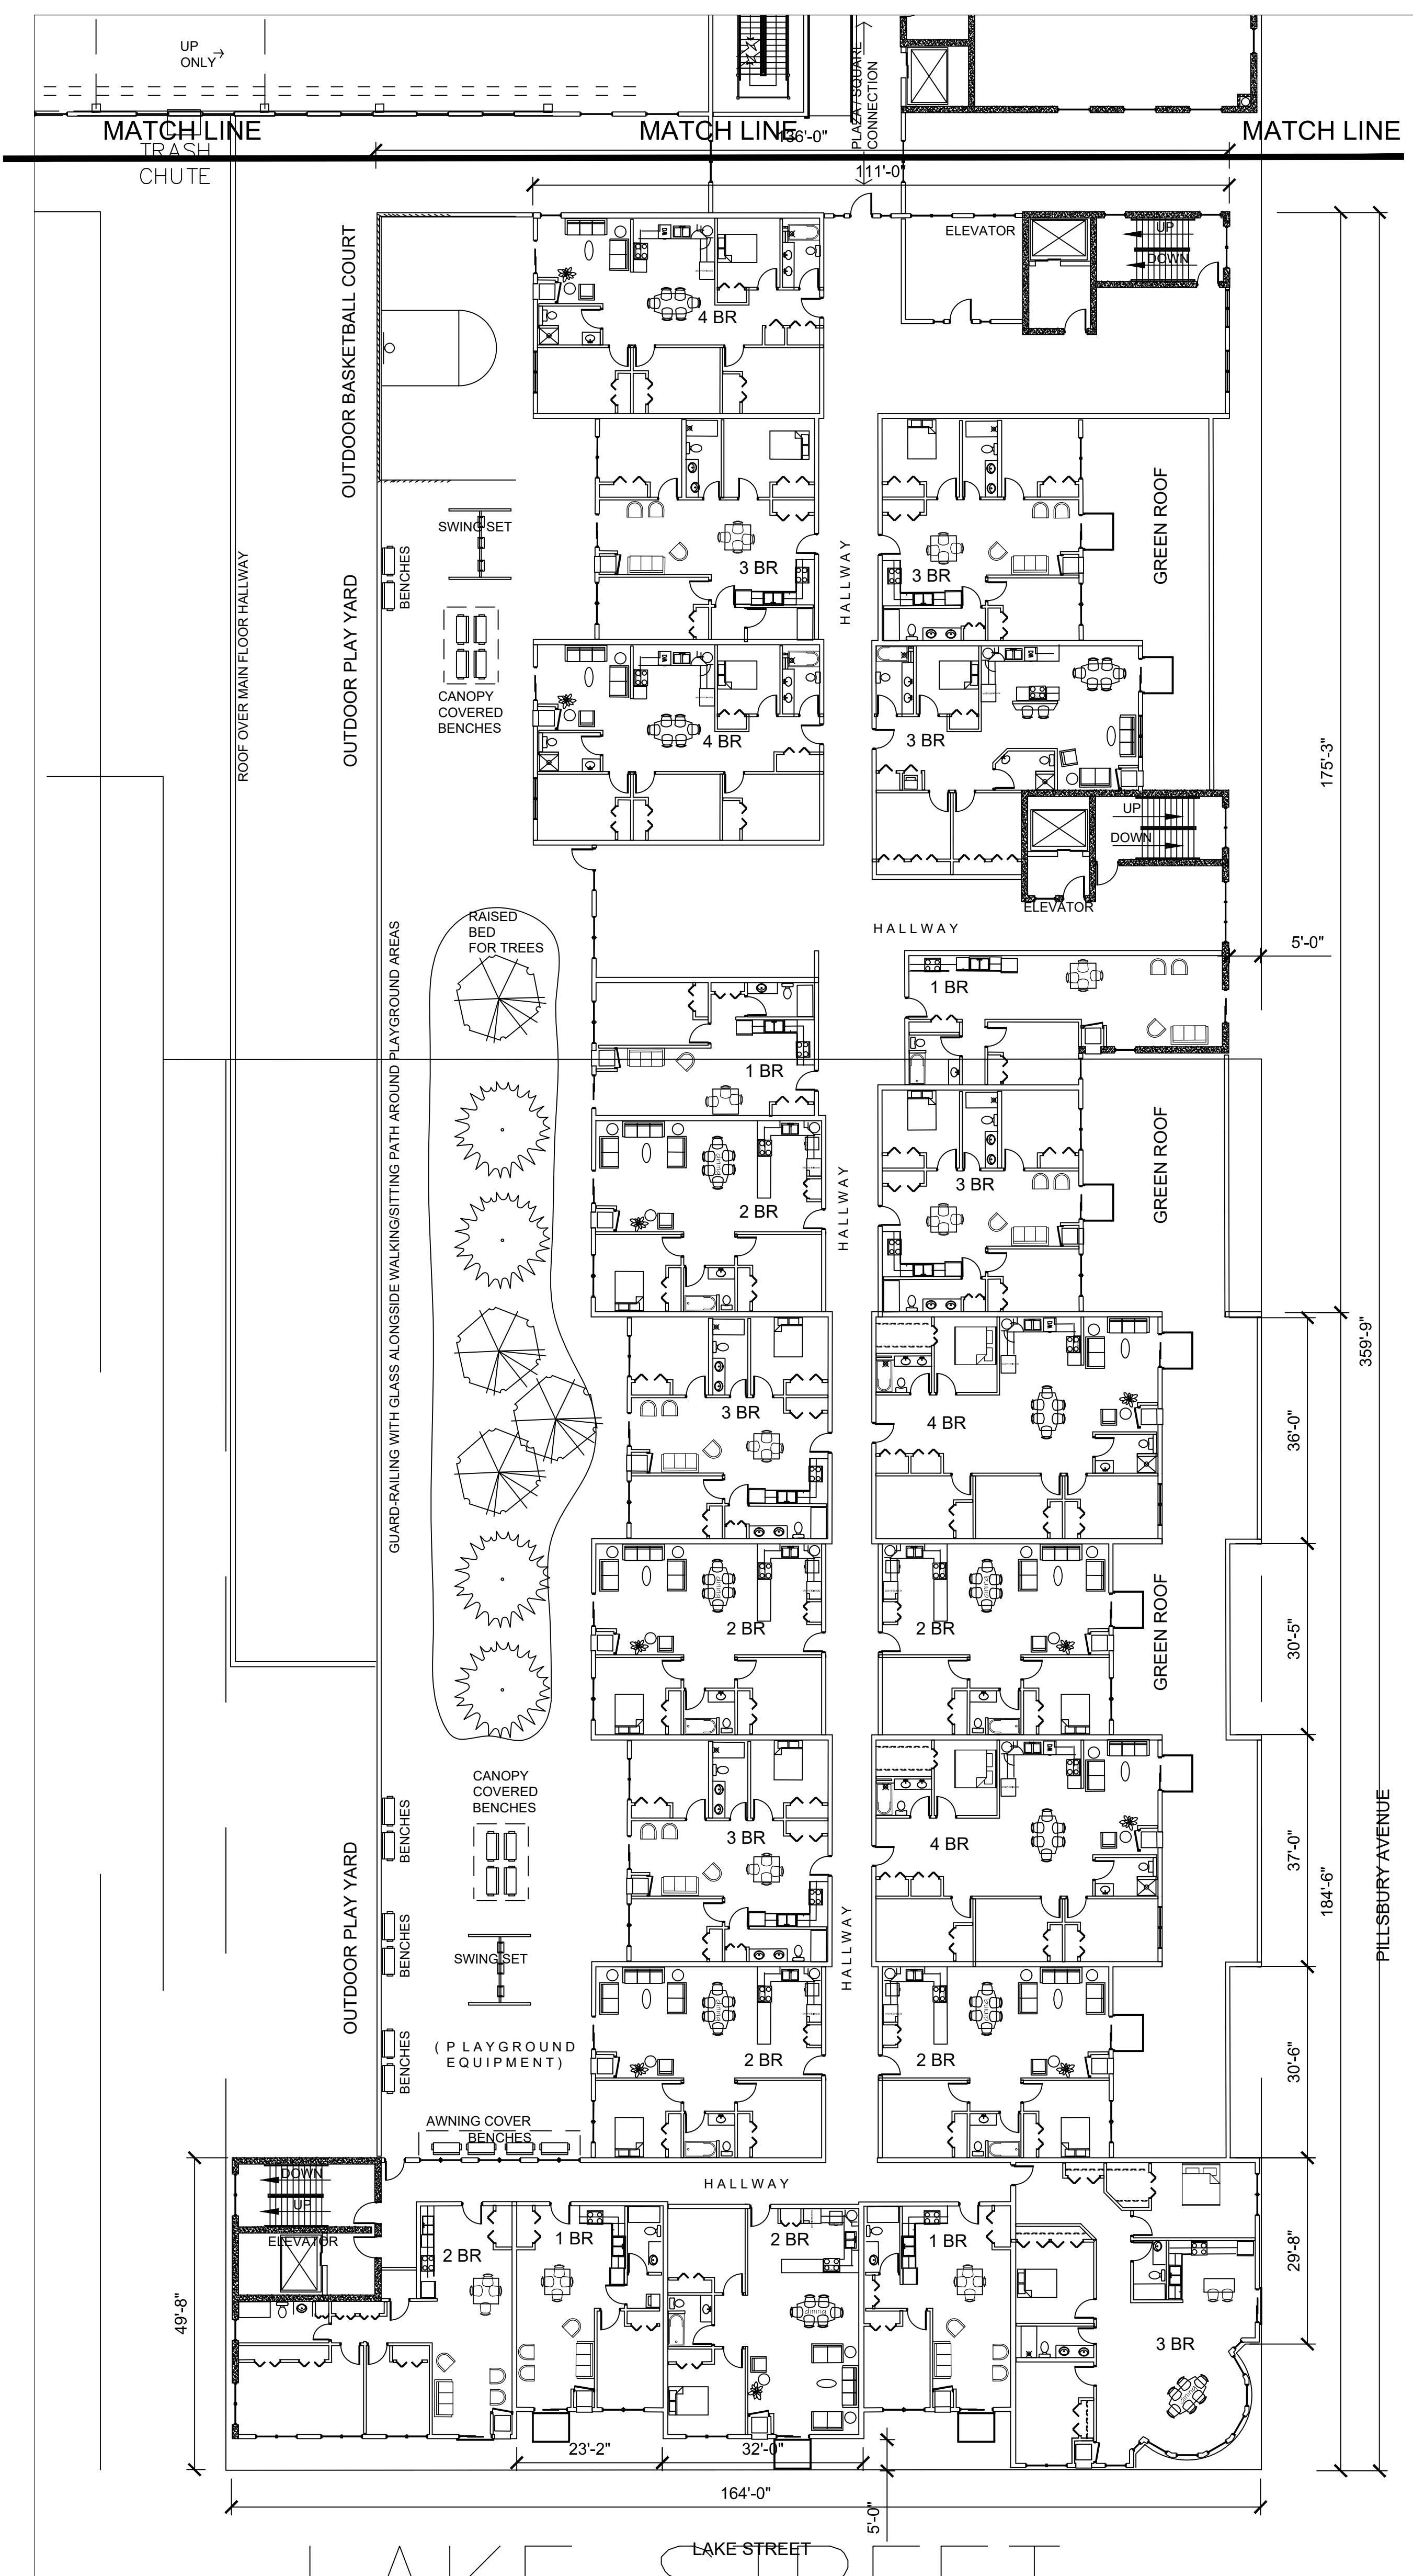 UP
ONLY
PLAZA / SQUARE
CONNECTION
MATCH LINE
MATCH LINE
MATCH LINE
TRASH
CHUTE
136'-0"
111'-0"
ELEVATOR
UP
DOWN
OUTDOOR BASKETBALL COURT
4 BR
SWING SET
BENCHES
3 BR
HALLWAY
3 BR
GREEN ROOF
ROOF OVER MAIN FLOOR HALLWAY
OUTDOOR PLAY YARD
CANOPY
COVERED
BENCHES
4 BR
3 BR
175'-3"
UP
DOWN
ELEVATOR
RAISED
BED
FOR TREES
HALLWAY
5'-0"
1 BR
GUARD-RAILING WITH GLASS ALONGSIDE WALKING/SITTING PATH AROUND PLAYGROUND AREAS
1 BR
2 BR
HALLWAY
3 BR
GREEN ROOF
359'-9"
3 BR
4 BR
36'-0"
2 BR
2 BR
GREEN ROOF
30'-5"
CANOPY
COVERED
BENCHES
BENCHES
OUTDOOR PLAY YARD
3 BR
4 BR
37'-0"
184'-6"
PILLSBURY AVENUE
BENCHES
SWING SET
HALLWAY
( PLAYGROUND
EQUIPMENT)
BENCHES
2 BR
2 BR
30'-6"
AWNING COVER
BENCHES
HALLWAY
DOWN
UP
ELEVATOR
2 BR
1 BR
2 BR
1 BR
dining
29'-8"
49'-8"
3 BR
23'-2"
32'-0"
164'-0"
5'-0"
LAKE STREET
LAKE STREET